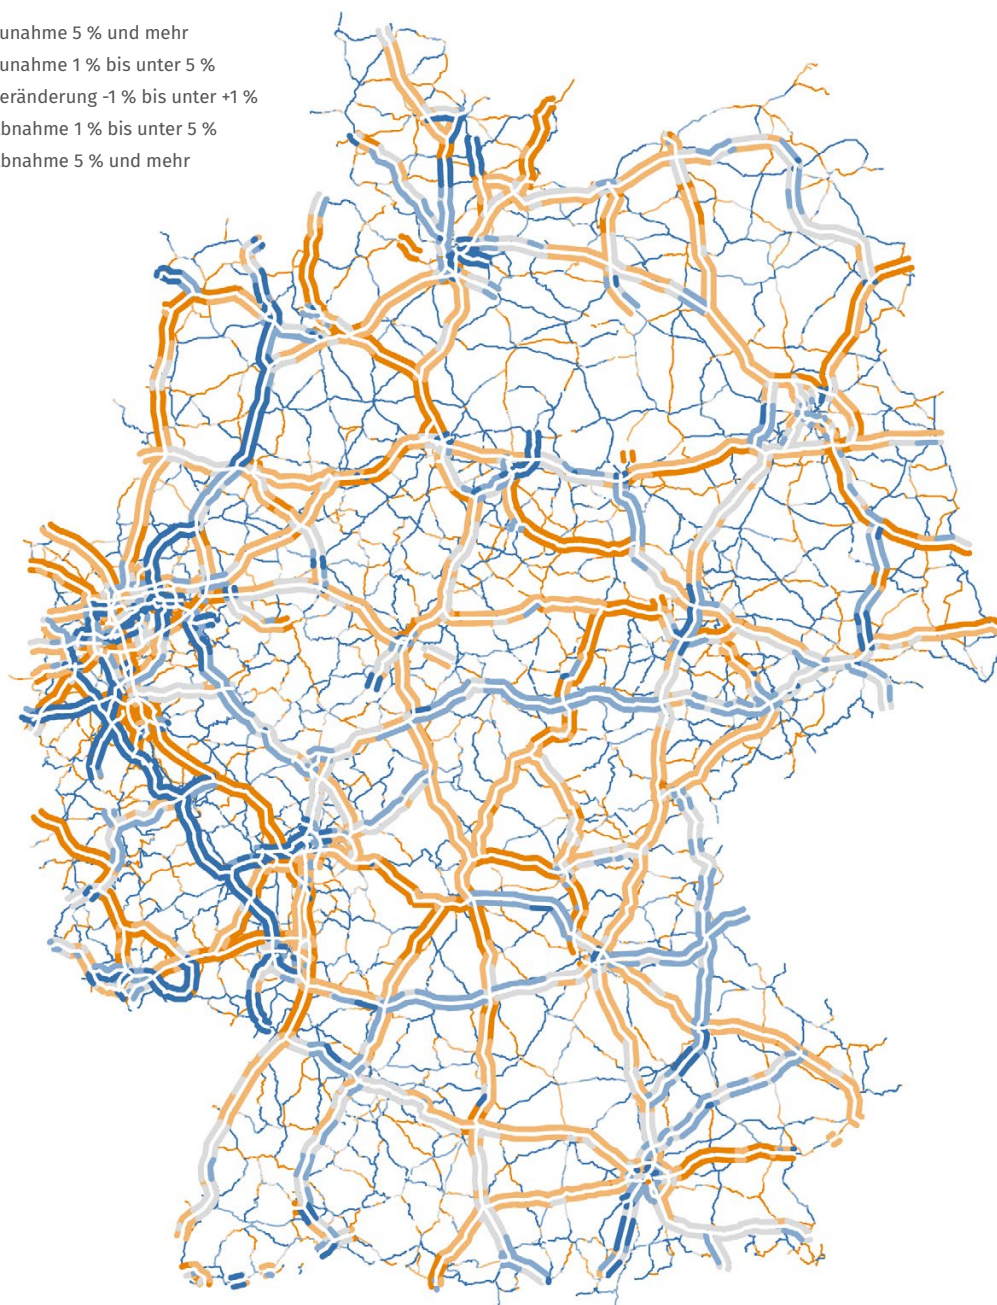 unahme 5 % und mehr
unahme 1 % bis unter 5 %
eränderung -1 % bis unter +1 %
bnahme 1 % bis unter 5 %
bnahme 5 % und mehr